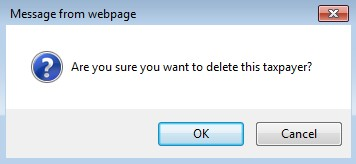 Message from webpage
Are you sure you want to delete this taxpayer?
OK
Cancel